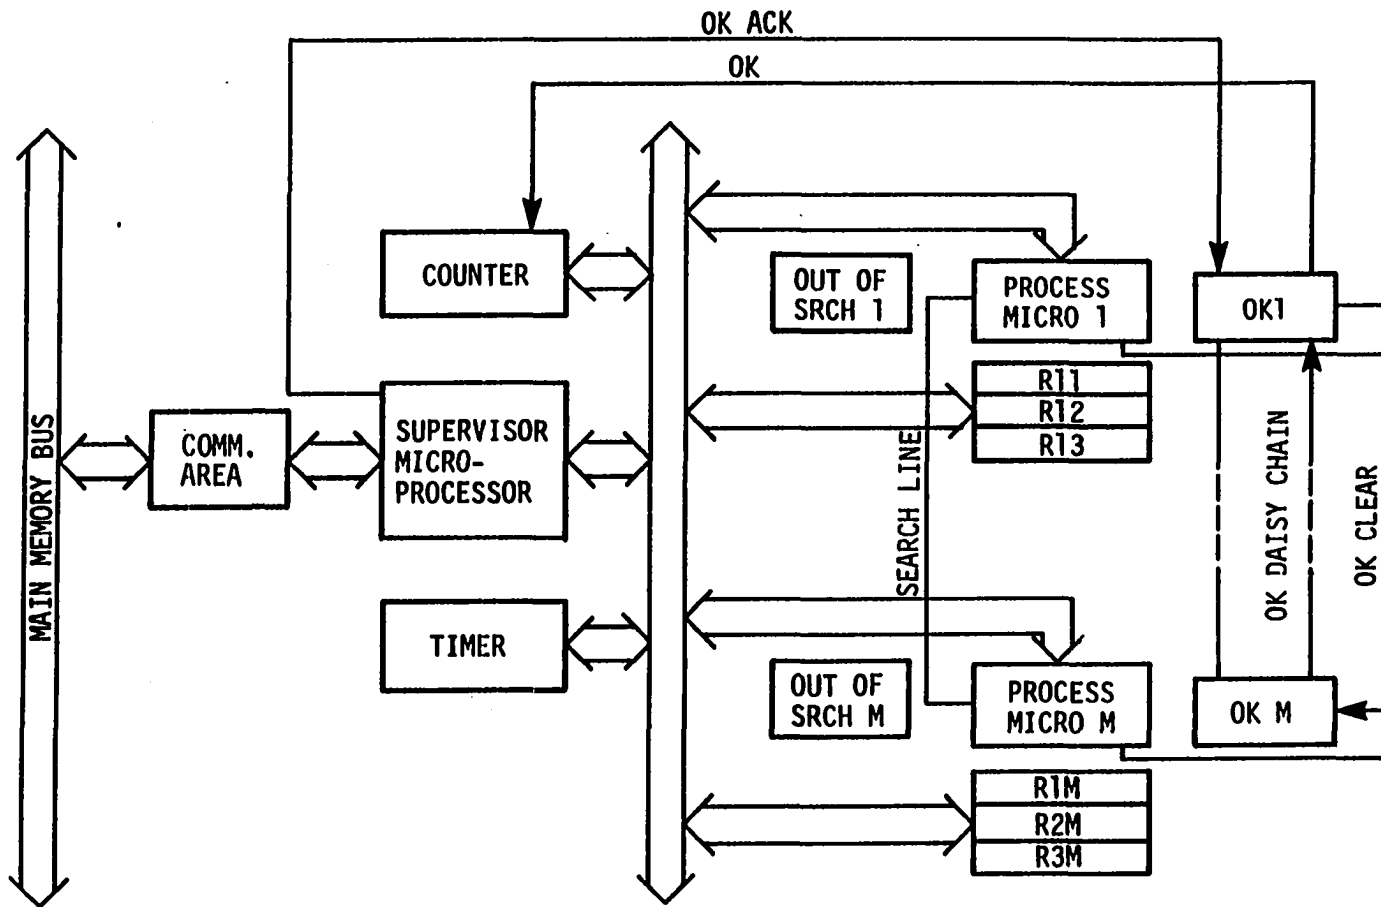 OK ACK
OK
COUNTER
OUT OF
SRCH 1
PROCESS
MICRO 1
OK1
R11
R12
R13
MAIN MEMORY BUS
COMM.
AREA
SUPERVISOR
MICRO-
PROCESSOR
SEARCH LINE
OK DAISY CHAIN
OK CLEAR
TIMER
OUT OF
SRCH M
PROCESS
MICRO M
OK M
R1M
R2M
R3M